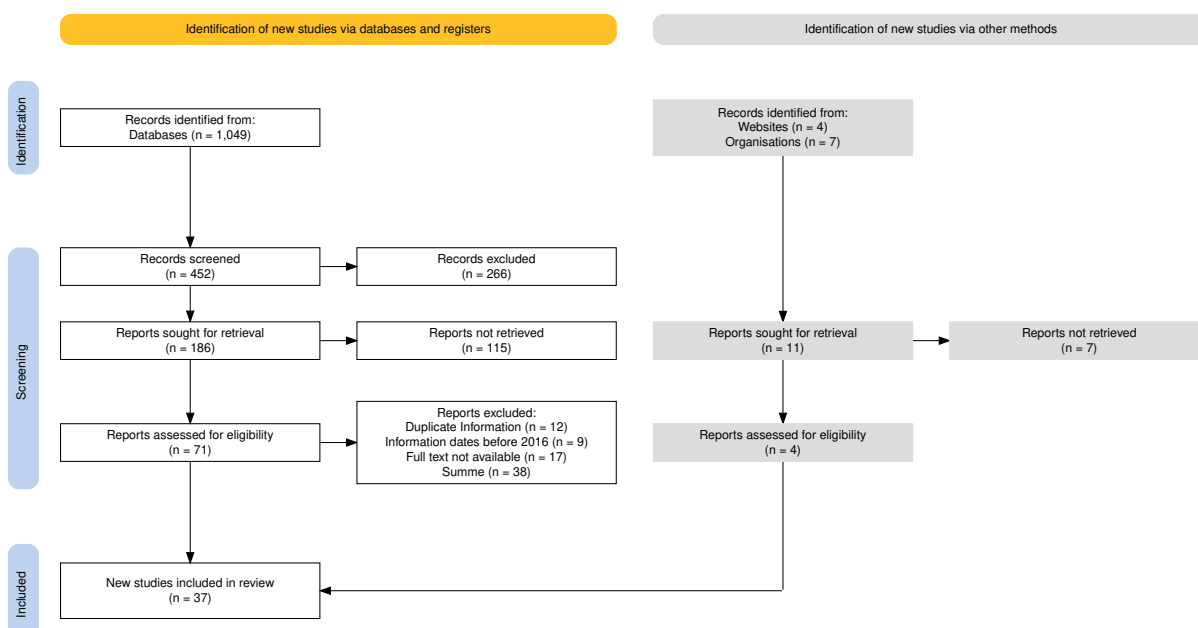 Identification of new studies via databases and registers
Identification of new studies via other methods
Identification
Records identified from:
Databases (n = 1,049)
Records identified from:
Websites (n = 4)
Organisations (n = 7)
Screening
Records screened
(n = 452)
Records excluded
(n = 266)
Reports sought for retrieval
(n = 186)
Reports not retrieved
(n = 115)
Reports sought for retrieval
(n = 11)
Reports not retrieved
(n = 7)
Reports assessed for eligibility
(n = 71)
Reports excluded:
Duplicate Information (n = 12)
Information dates before 2016 (n = 9)
Full text not available (n = 17)
Summe (n = 38)
Reports assessed for eligibility
(n = 4)
Included
New studies included in review
(n = 37)